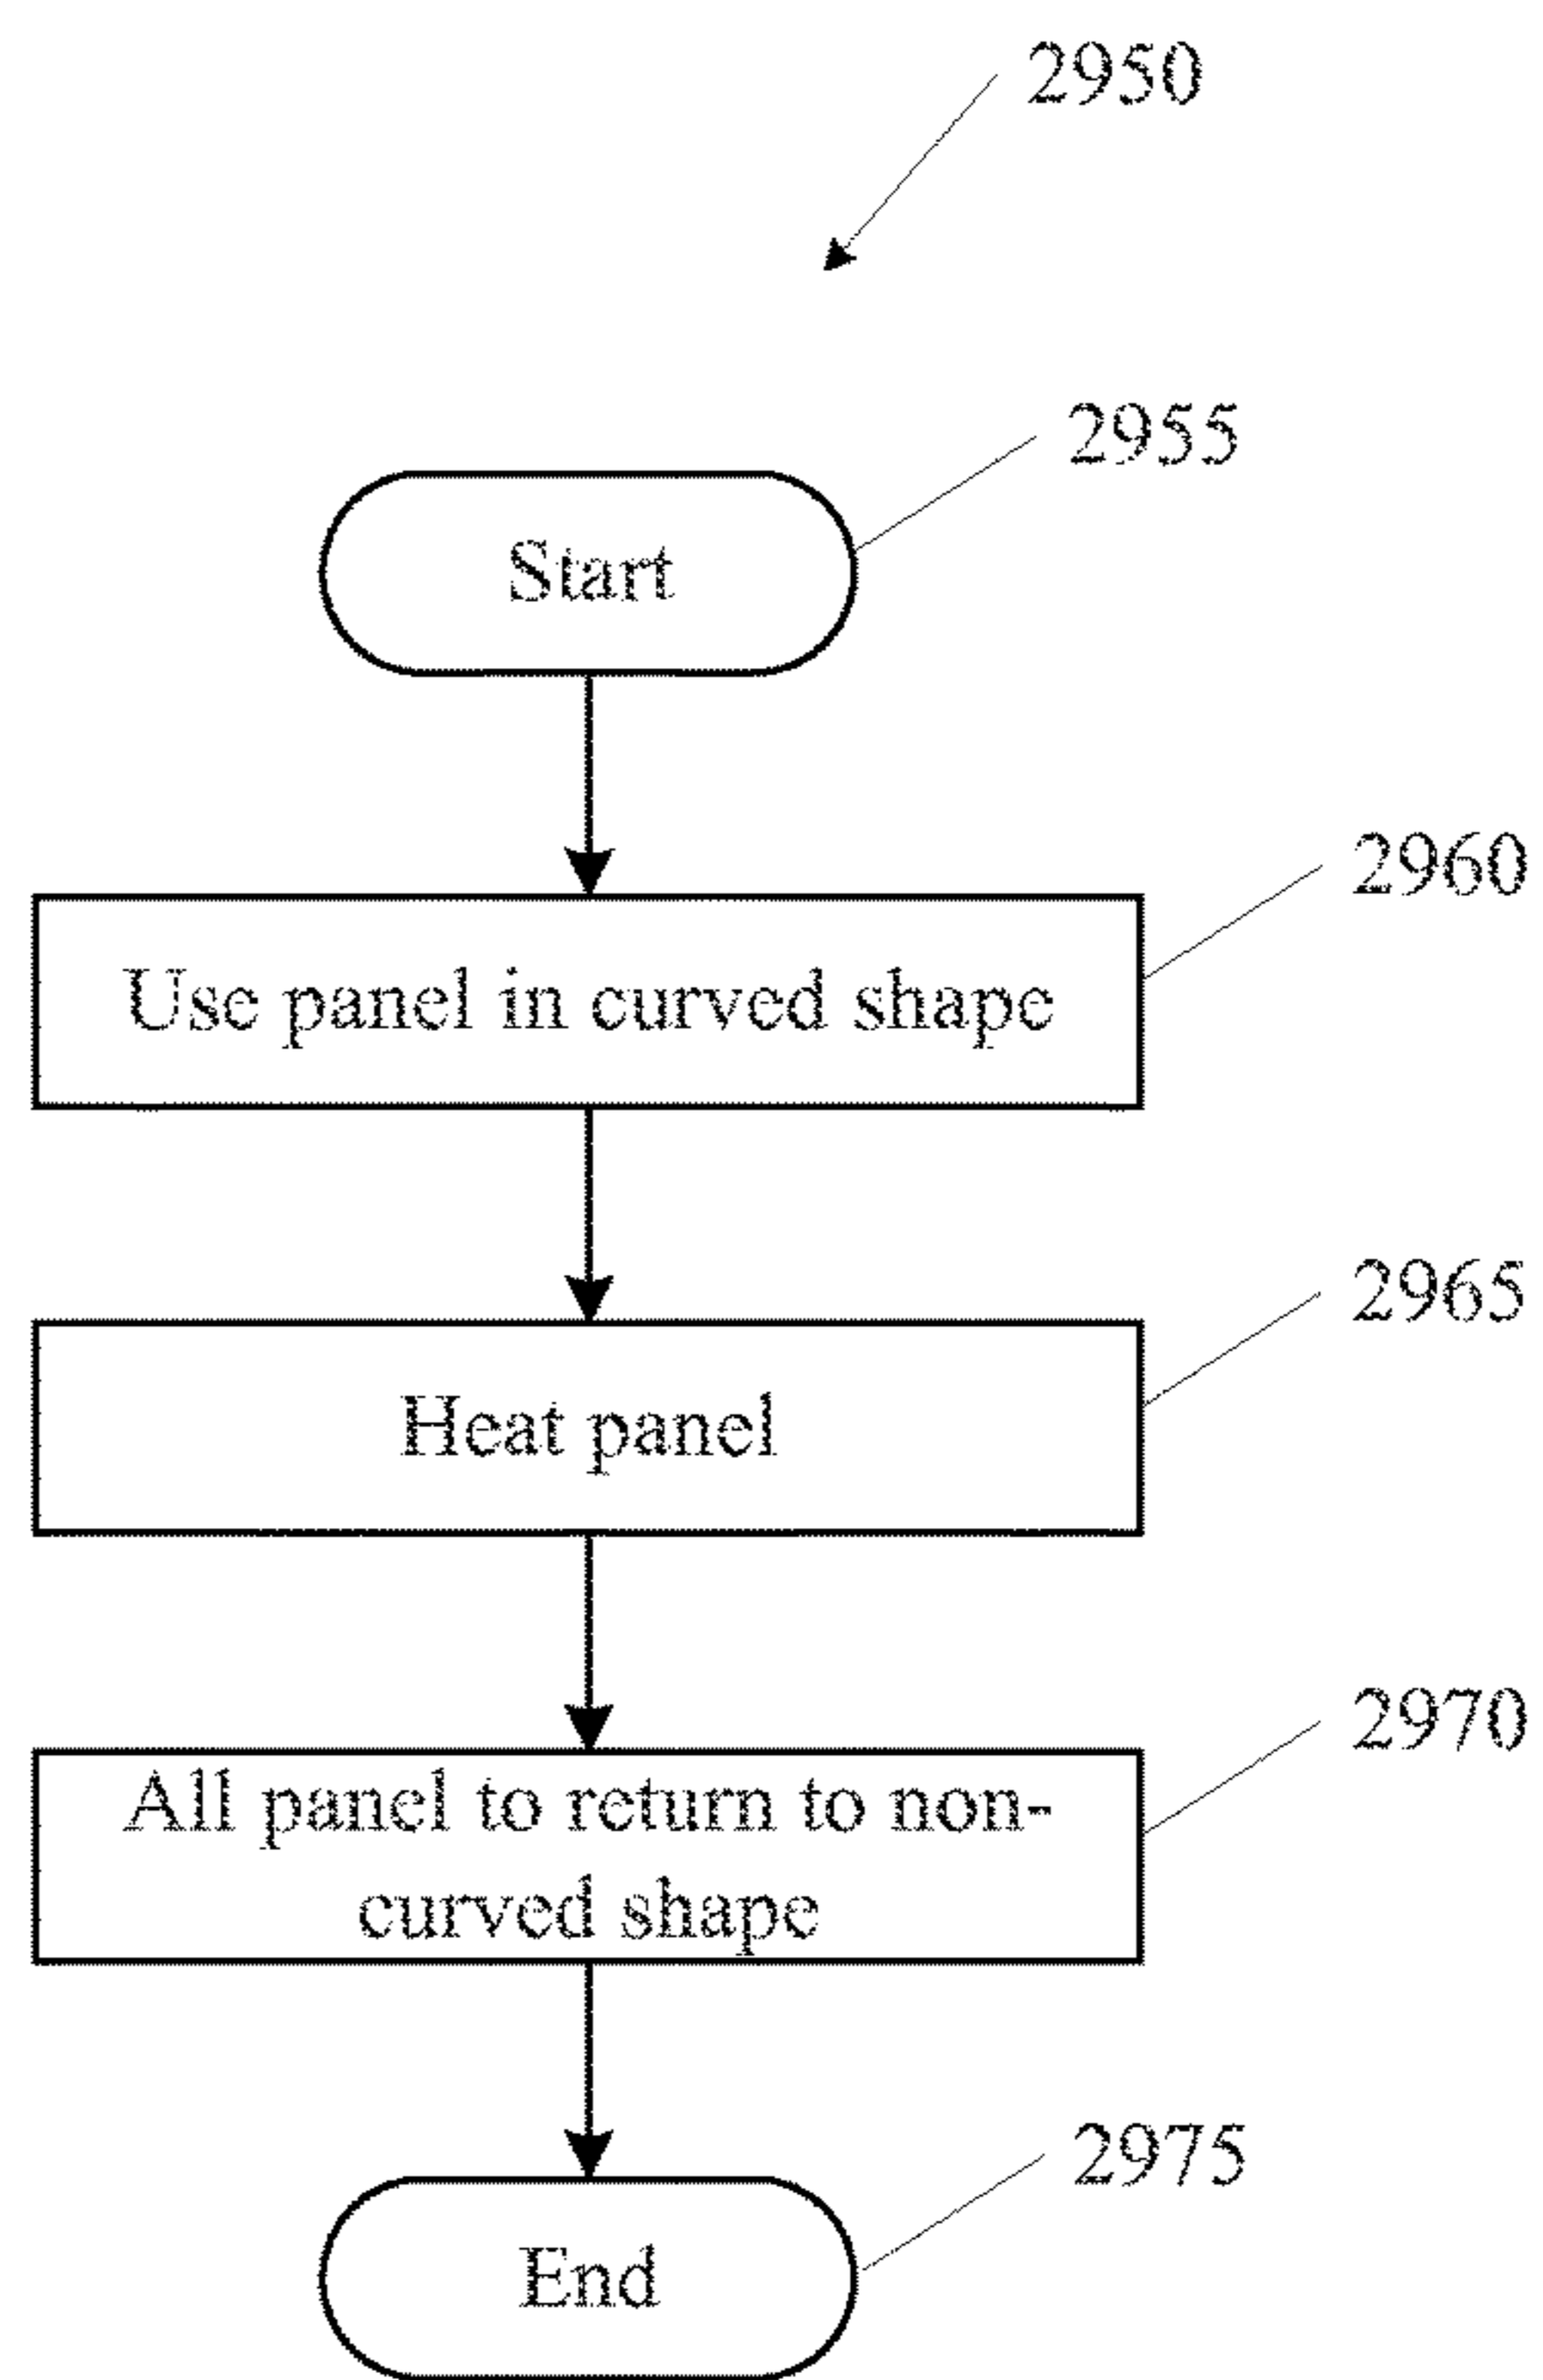 2950
2955
Start
2960
Use panel in curved shape
2965
Heat panel
2970
All panel to return to non-
curved shape
2975
End